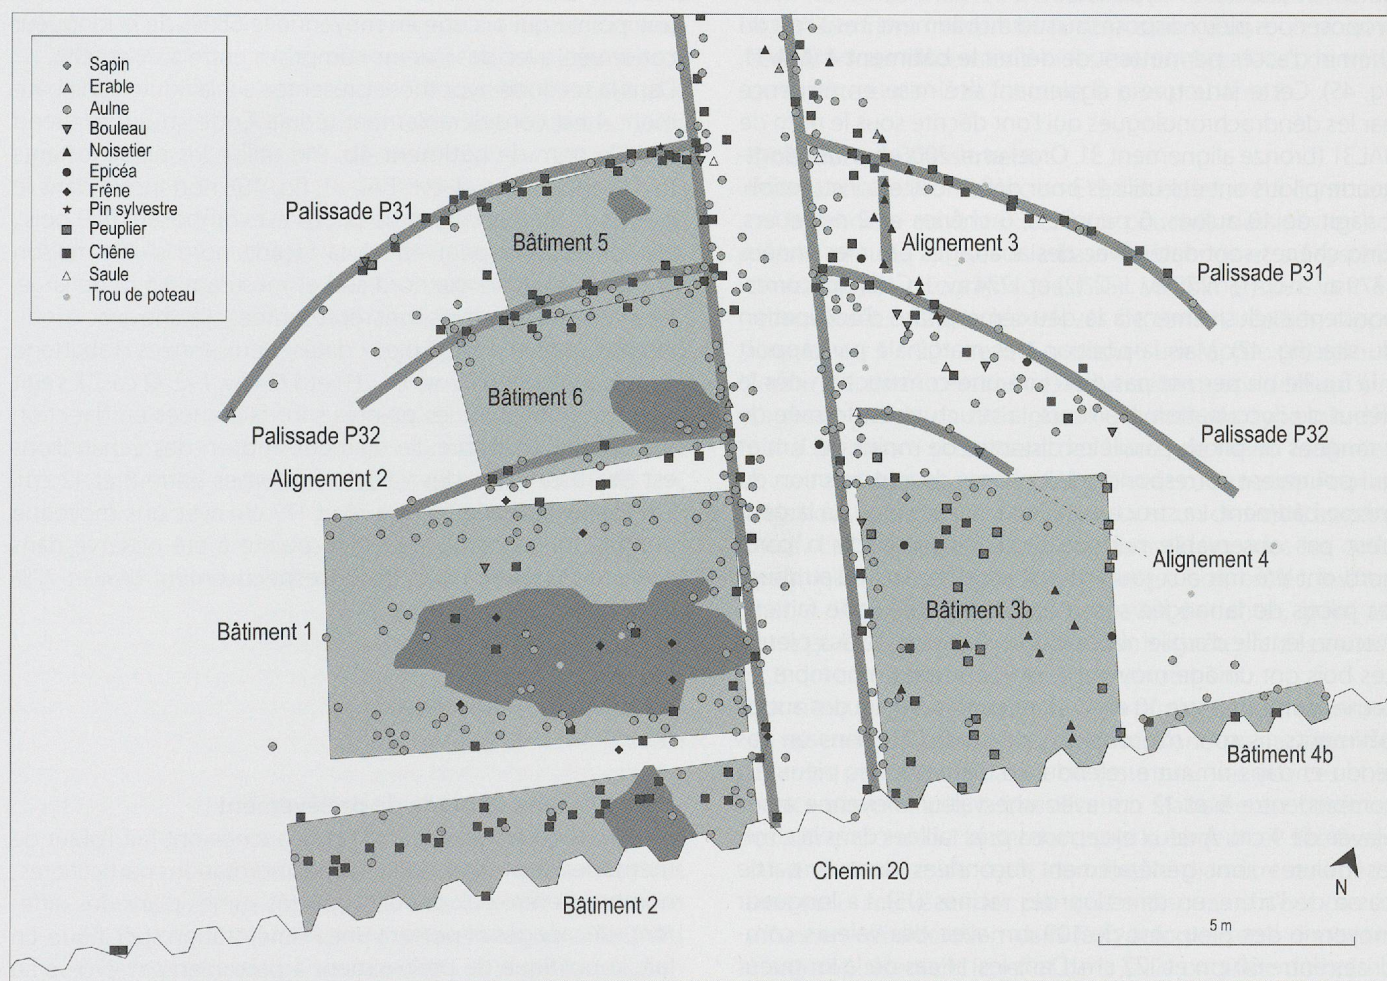 Sapin
Erable
Aulne
Bouleau
Noisetier
Epicéa
Frêne
Pin sylvestre
Peuplier
Chêne
Saule
Trou de poteau
Palissade P31
Bâtiment 5
Alignement 3
Palissade P31
Bâtiment 6
Palissade P32
Palissade P32
Alignement 2
Alignement 4
Bâtiment 3b
Bâtiment 1
Bâtiment 4b
Chemin 20
Bâtiment 2
N
5 m